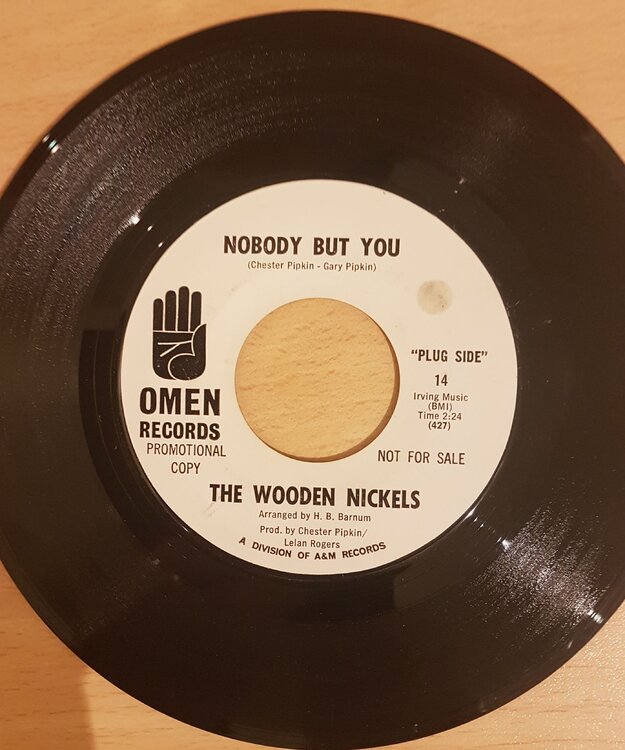 NOBODY BUT YOU
(Chester Pipkin - Gary Pipkin)
"PLUG SIDE"
14
Irving Music
(BMI)
Time 2:24
(427)
OMEN
RECORDS
PROMOTIONAL
COPY
NOT FOR SALE
THE WOODEN NICKELS
Arranged by H. B. Barnum
Prod. by Chester Pipkin/
Lelan Rogers
A DIVISION OF A&M RECORDS